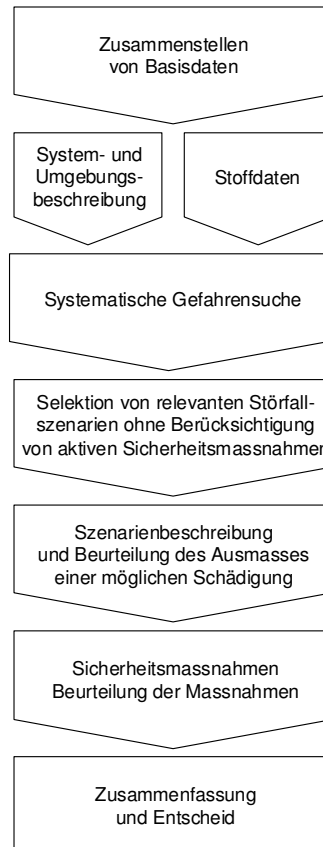 Zusammenstellen
von Basisdaten
System- und
Umgebungs-
beschreibung
Stoffdaten
Systematische Gefahrensuche
Selektion von relevanten Störfall-
szenarien ohne Berücksichtigung
von aktiven Sicherheitsmassnahmen
Szenarienbeschreibung
und Beurteilung des Ausmasses
einer möglichen Schädigung
Sicherheitsmassnahmen
Beurteilung der Massnahmen
Zusammenfassung
und Entscheid